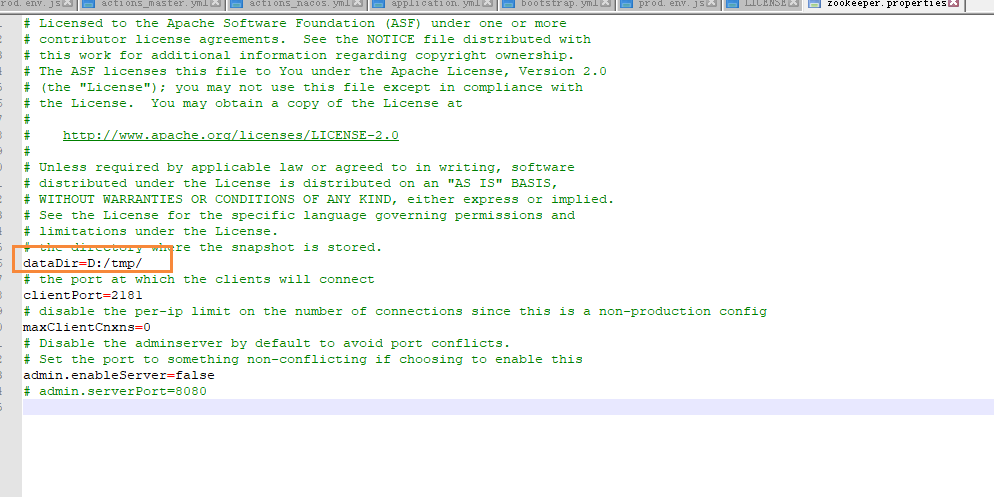 prod.env.js actions_master.yml actions_nacos.yml application.yml bootstrap.yml prod.env.js LICENSE zookeeper.properties
# Licensed to the Apache Software Foundation (ASF) under one or more
# contributor license agreements.  See the NOTICE file distributed with
# this work for additional information regarding copyright ownership.
# The ASF licenses this file to You under the Apache License, Version 2.0
# (the "License"); you may not use this file except in compliance with
# the License.  You may obtain a copy of the License at
#
#    http://www.apache.org/licenses/LICENSE-2.0
#
# Unless required by applicable law or agreed to in writing, software
# distributed under the License is distributed on an "AS IS" BASIS,
# WITHOUT WARRANTIES OR CONDITIONS OF ANY KIND, either express or implied.
# See the License for the specific language governing permissions and
# limitations under the License.
# the directory where the snapshot is stored.
dataDir=D:/tmp/
# the port at which the clients will connect
clientPort=2181
# disable the per-ip limit on the number of connections since this is a non-production config
maxClientCnxns=0
# Disable the adminserver by default to avoid port conflicts.
# Set the port to something non-conflicting if choosing to enable this
admin.enableServer=false
# admin.serverPort=8080